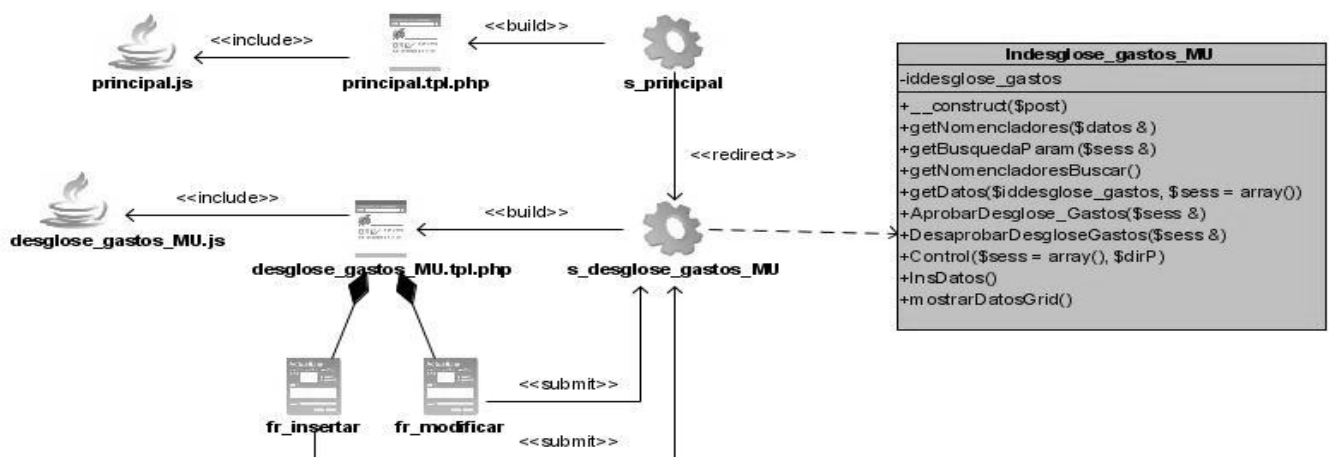 <<include>>
<<build>>
principal.js
principal.tpl.php
s_principal
<<redirect>>
<<include>>
<<build>>
desglose_gastos_MU.js
desglose_gastos_MU.tpl.php
s_desglose_gastos_MU
<<submit>>
fr_insertar
fr_modificar
<<submit>>
Indesglose_gastos_MU
-iddesglose_gastos
+__construct($post)
+getNomencladores($datos &)
+getBusquedaParam($sess &)
+getNomencladoresBuscar()
+getDatos($iddesglose_gastos, $sess = array())
+AprobarDesglose_Gastos($sess &)
+DesaprobarDesgloseGastos($sess &)
+Control($sess = array(), $dirP)
+InsDatos()
+mostrarDatosGrid()